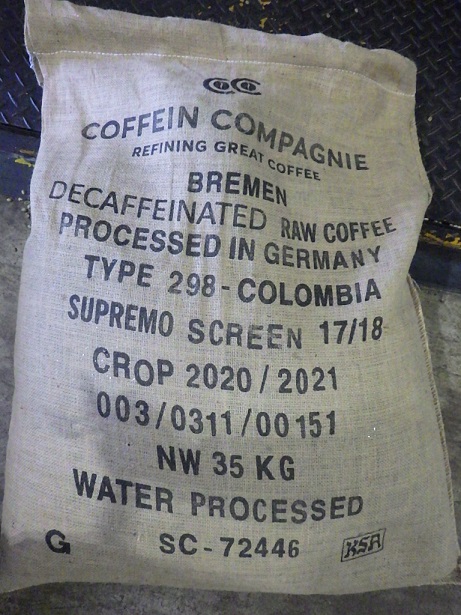 COFFEIN COMPAGNIE
REFINING GREAT COFFEE
BREMEN
DECAFFEINATED RAW COFFEE
PROCESSED IN GERMANY
TYPE 298-COLOMBIA
SUPREMO SCREEN 17/18
CROP 2020/2021
003/0311/00151
NW 35 KG
WATER PROCESSED
G SC-72446 KSA